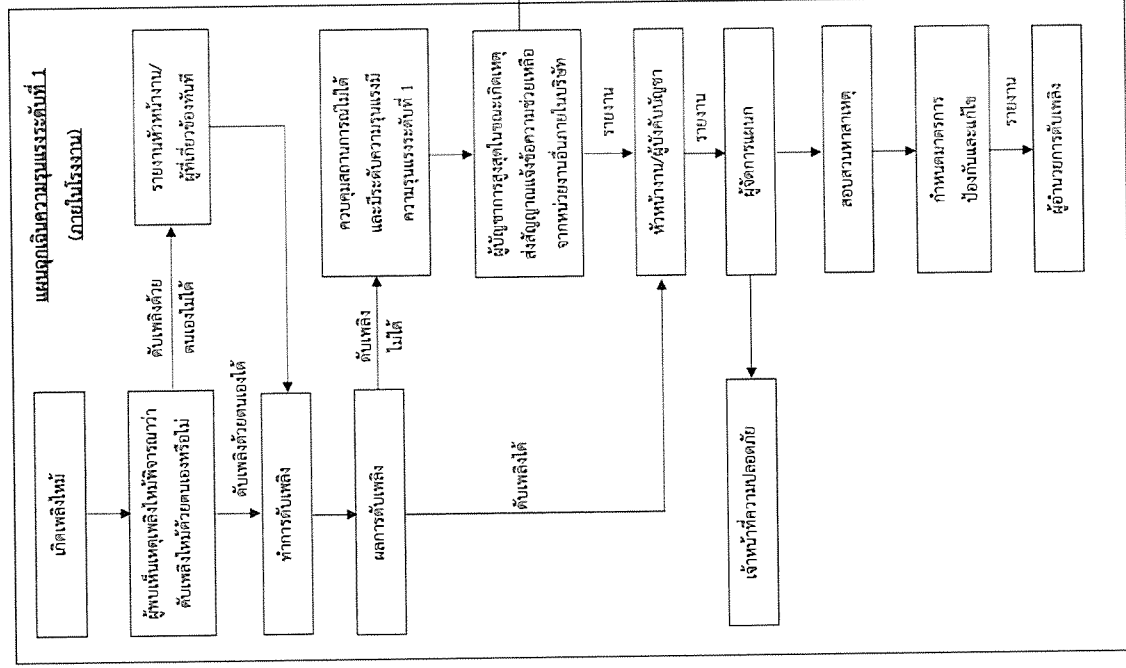 แผนฉุกเฉินความรุนแรงระดับที่ 1
(ภายในโรงงาน)
เกิดเพลิงไหม้
ผู้พบเห็นเหตุเพลิงไหม้พิจารณาว่า
ดับเพลิงไหม้ด้วยตนเองหรือไม่
ดับเพลิงด้วย
ตนเองไม่ได้
รายงานหัวหน้างาน/
ผู้ที่เกี่ยวข้องทันที
ดับเพลิงด้วยตนเองได้
ทำการดับเพลิง
ผลการดับเพลิง
ดับเพลิง
ไม่ได้
ควบคุมสถานการณ์ไม่ได้
และมีระดับความรุนแรงมี
ความรุนแรงระดับที่ 1
ผู้บัญชาการสูงสุดในขณะเกิดเหตุ
ส่งสัญญาณแจ้งข้อความช่วยเหลือ
จากหน่วยงานอื่นภายในบริษัท
รายงาน
ดับเพลิงได้
หัวหน้างาน/ผู้บังคับบัญชา
รายงาน
ผู้จัดการแผนก
เจ้าหน้าที่ความปลอดภัย
สอบสวนหาสาเหตุ
กำหนดมาตรการ
ป้องกันและแก้ไข
รายงาน
ผู้อำนวยการดับเพลิง